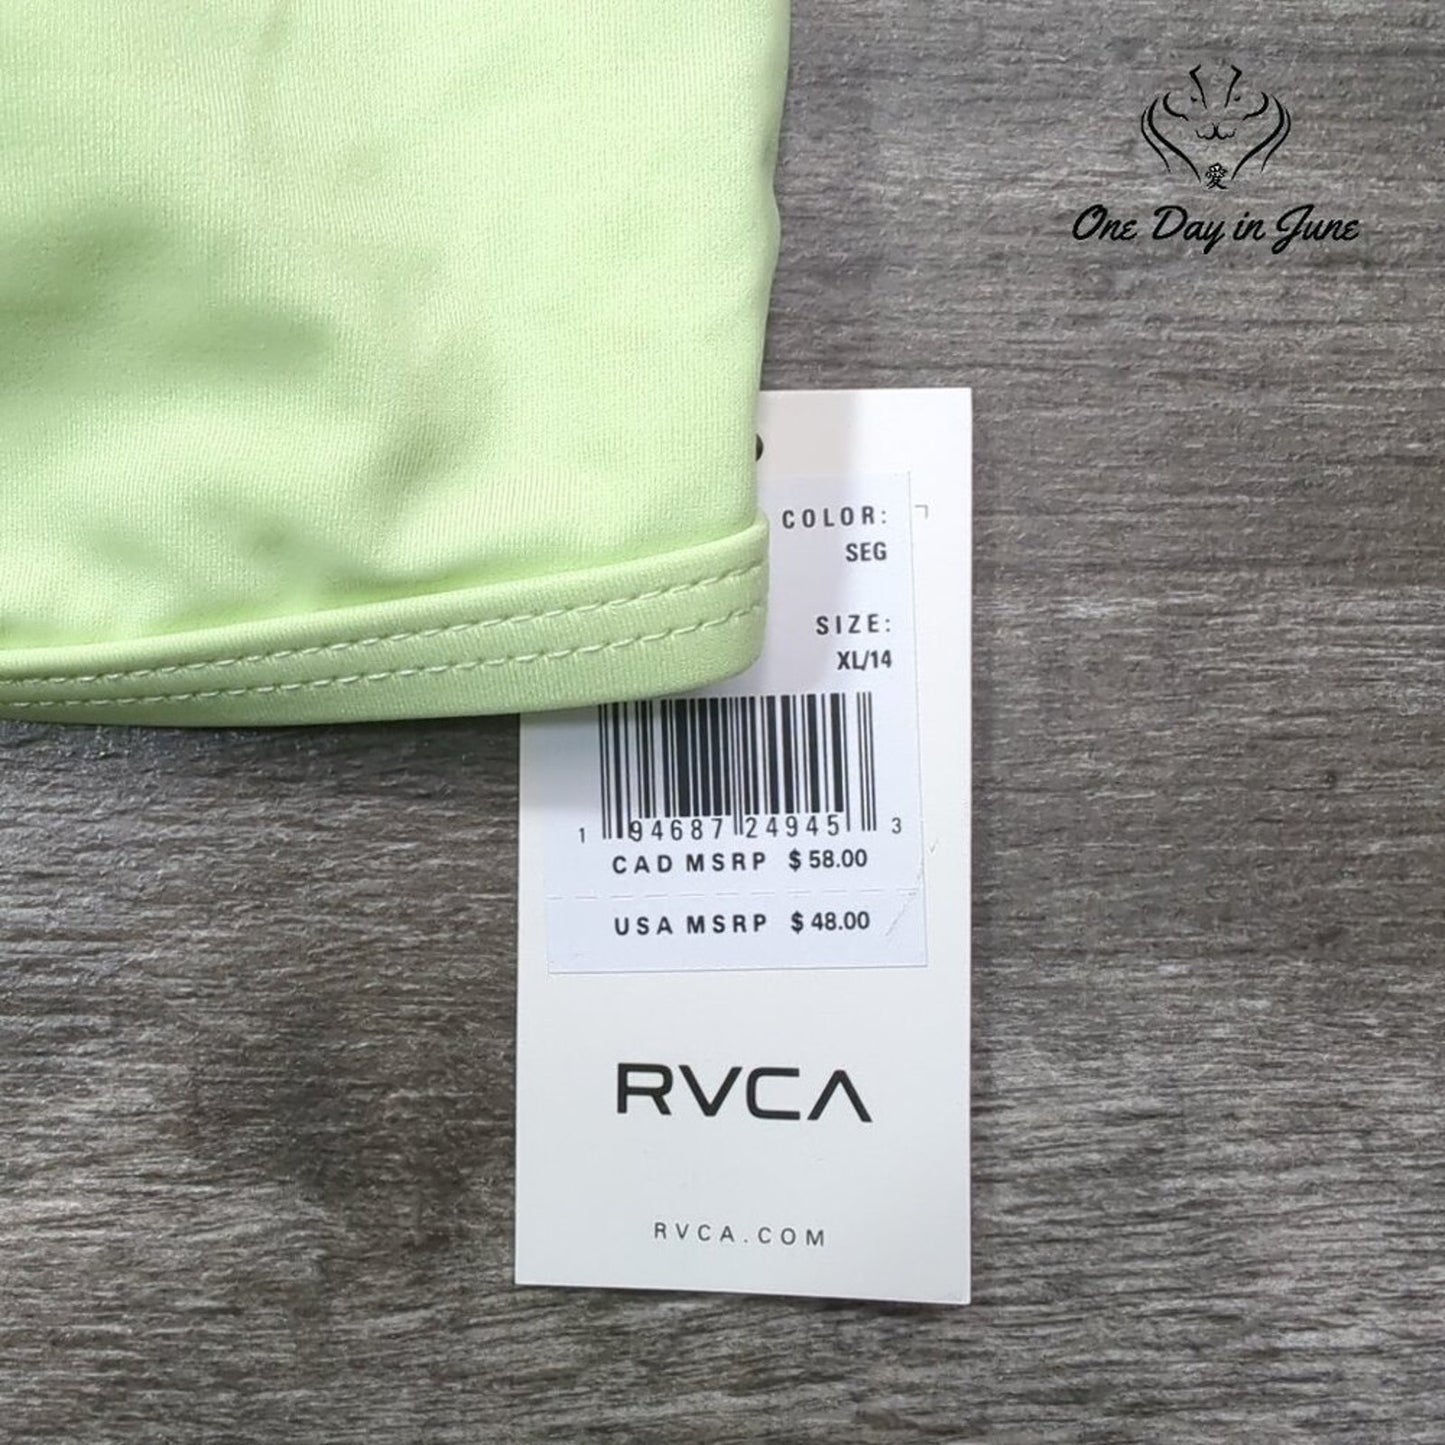 愛
One Day in June
COLOR:
SEG
SIZE:
XL/14
1 94687 24945 3
CAD MSRP $ 58.00
USA MSRP $ 48.00
RVCA
RVCA.COM